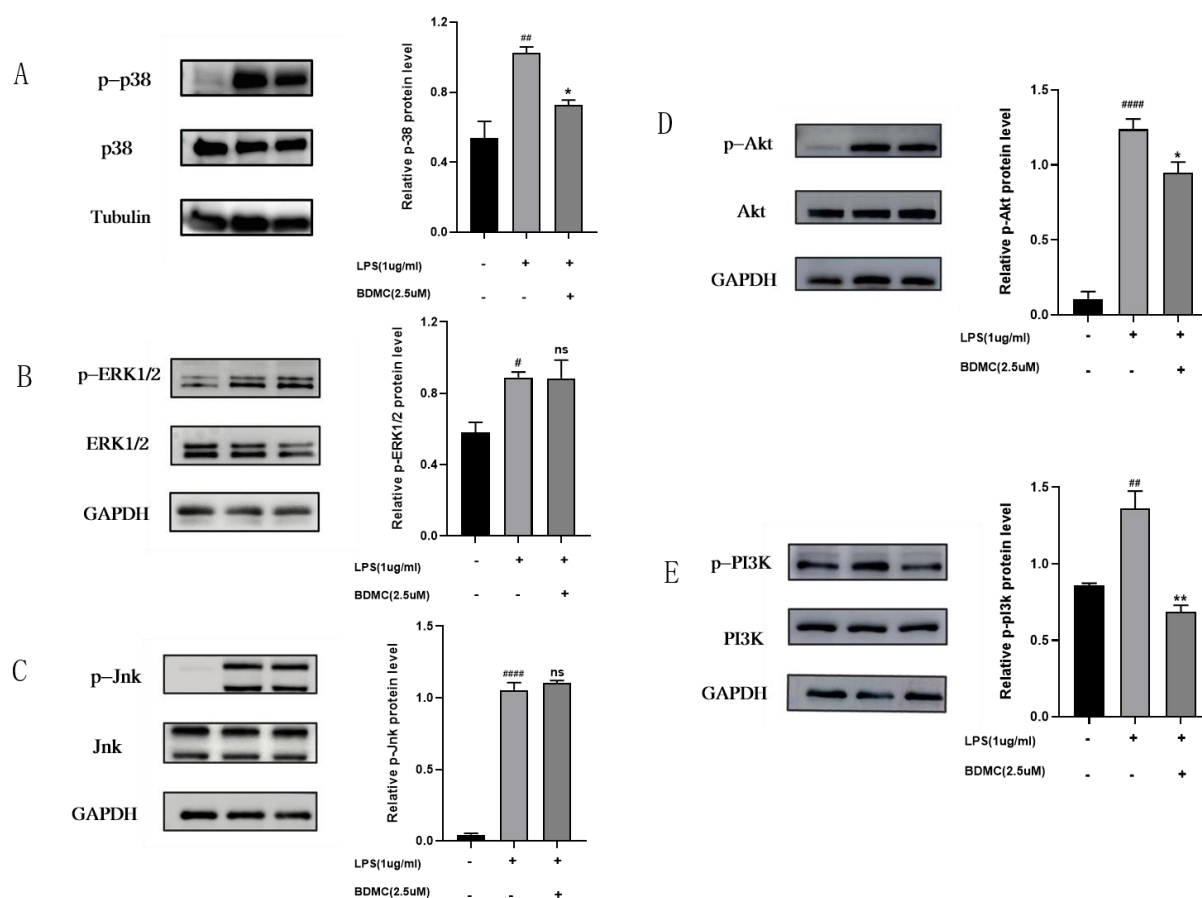 A
p-p38
p38
Tubulin
Relative p-38 protein level
1.2
0.8
0.4
0.0
##
*
LPS(1ug/ml) - + +
BDMC(2.5uM) - - +
B
p-ERK1/2
ERK1/2
GAPDH
Relative p-ERK1/2 protein level
1.2
0.8
0.4
0.0
#
ns
LPS(1ug/ml) - + +
BDMC(2.5uM) - - +
C
p-Jnk
Jnk
GAPDH
Relative p-Jnk protein level
1.5
1.0
0.5
0.0
####
ns
LPS(1ug/ml) - + +
BDMC(2.5uM) - - +
D
p-Akt
Akt
GAPDH
Relative p-Akt protein level
1.5
1.0
0.5
0.0
####
*
LPS(1ug/ml) - + +
BDMC(2.5uM) - - +
E
p-PI3K
PI3K
GAPDH
Relative p-pI3k protein level
1.5
1.0
0.5
0.0
##
**
LPS(1ug/ml) - + +
BDMC(2.5uM) - - +